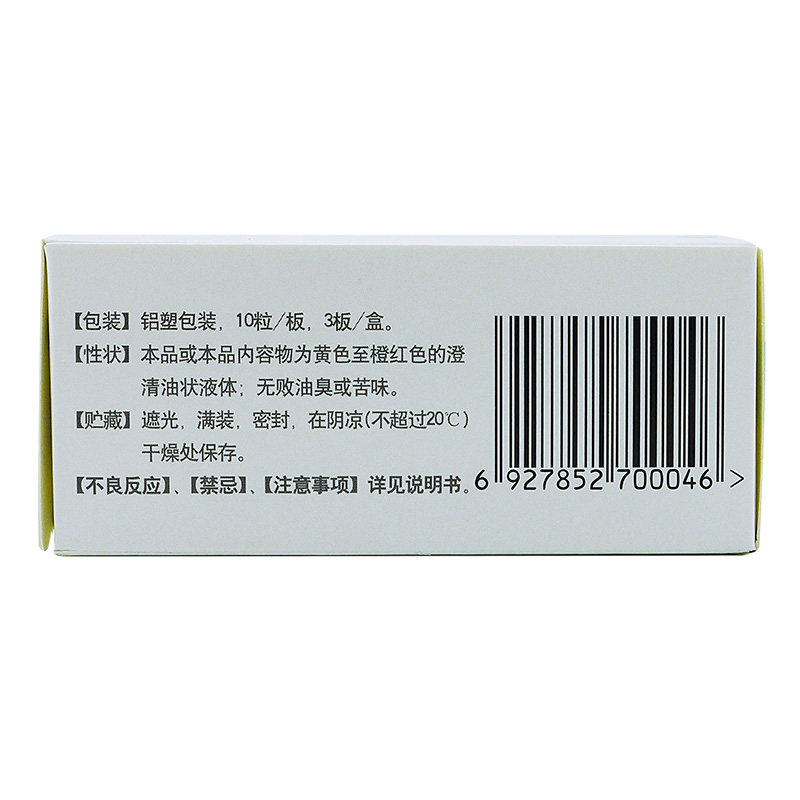 【包装】铝塑包装，10粒/板，3板/盒。
【性状】本品或本品内容物为黄色至橙红色的澄
清油状液体；无败油臭或苦味。
【贮藏】遮光，满装，密封，在阴凉(不超过20℃)
干燥处保存。
【不良反应】、【禁忌】、【注意事项】详见说明书。
6 927852 700046 >